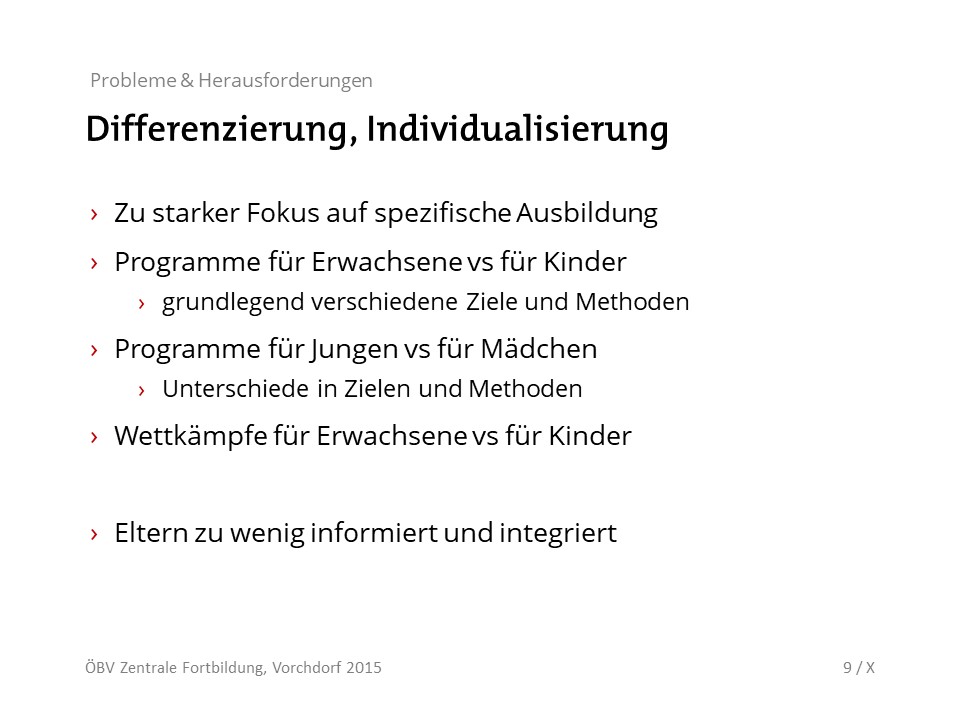 Probleme & Herausforderungen
Differenzierung, Individualisierung
› Zu starker Fokus auf spezifische Ausbildung
› Programme für Erwachsene vs für Kinder
› grundlegend verschiedene Ziele und Methoden
› Programme für Jungen vs für Mädchen
› Unterschiede in Zielen und Methoden
› Wettkämpfe für Erwachsene vs für Kinder
› Eltern zu wenig informiert und integriert
ÖBV Zentrale Fortbildung, Vorchdorf 2015
9 / X